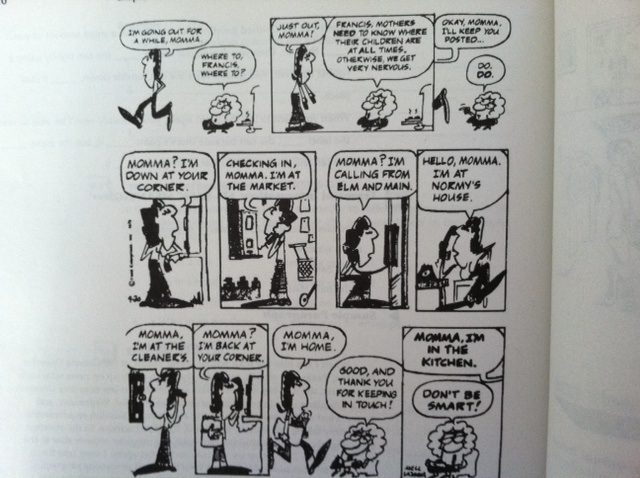 I'M GOING OUT FOR
A WHILE, MOMMA.
WHERE TO,
FRANCIS,
WHERE TO?
JUST OUT,
MOMMA!
FRANCIS, MOTHERS
NEED TO KNOW WHERE
THEIR CHILDREN ARE
AT ALL TIMES.
OTHERWISE, WE GET
VERY NERVOUS.
OKAY, MOMMA,
I'LL KEEP YOU
POSTED...
DO.
DO.
MOMMA? I'M
DOWN AT YOUR
CORNER.
CHECKING IN,
MOMMA. I'M AT
THE MARKET.
MOMMA? I'M
CALLING FROM
ELM AND MAIN.
HELLO, MOMMA.
I'M AT
NORMY'S
HOUSE.
MOMMA,
I'M AT THE
CLEANERS.
MOMMA?
I'M BACK AT
YOUR CORNER.
MOMMA,
I'M HOME.
GOOD, AND
THANK YOU
FOR KEEPING
IN TOUCH!
MOMMA, I'M
IN THE
KITCHEN.
DON'T BE
SMART!